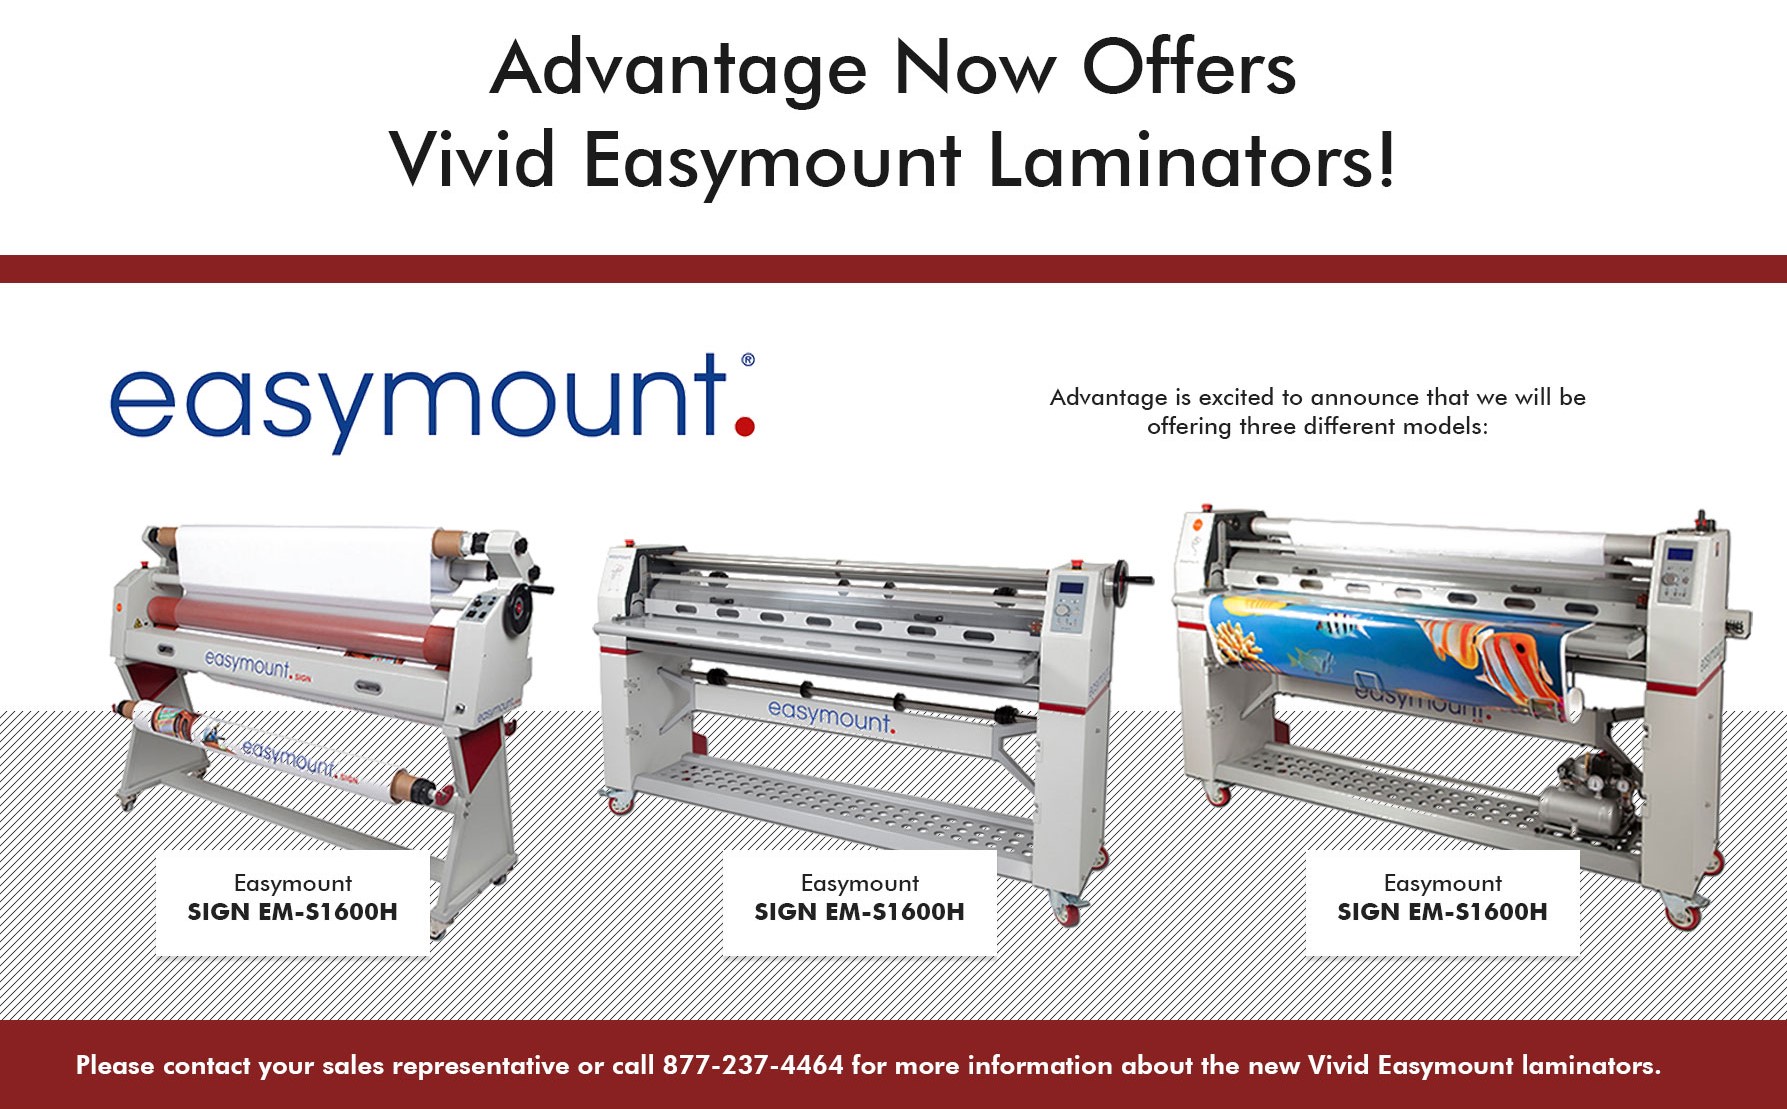 Advantage Now Offers
Vivid Easymount Laminators!
easymount.®
Advantage is excited to announce that we will be
offering three different models:
easymount.SIGN
easymount.SIGN
easymount.
easymount.
Easymount
SIGN EM-S1600H
Easymount
SIGN EM-S1600H
Easymount
SIGN EM-S1600H
Please contact your sales representative or call 877-237-4464 for more information about the new Vivid Easymount laminators.